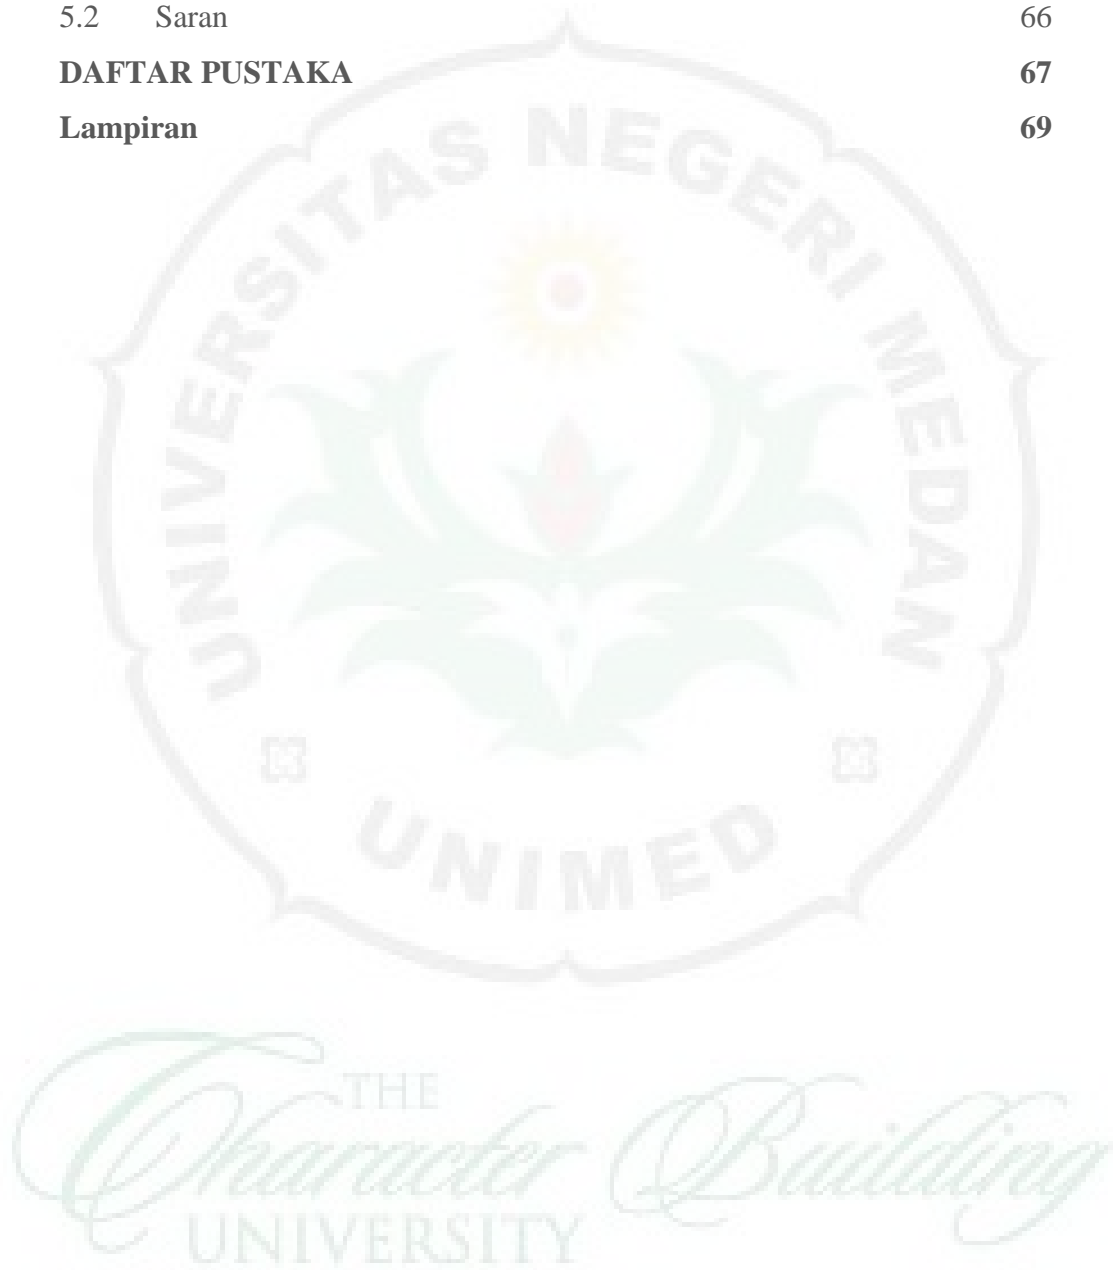 5.2 Saran 66
DAFTAR PUSTAKA 67
Lampiran 69
UNIVERSITAS NEGERI MEDAN
UNIMED
THE
Character Building
UNIVERSITY